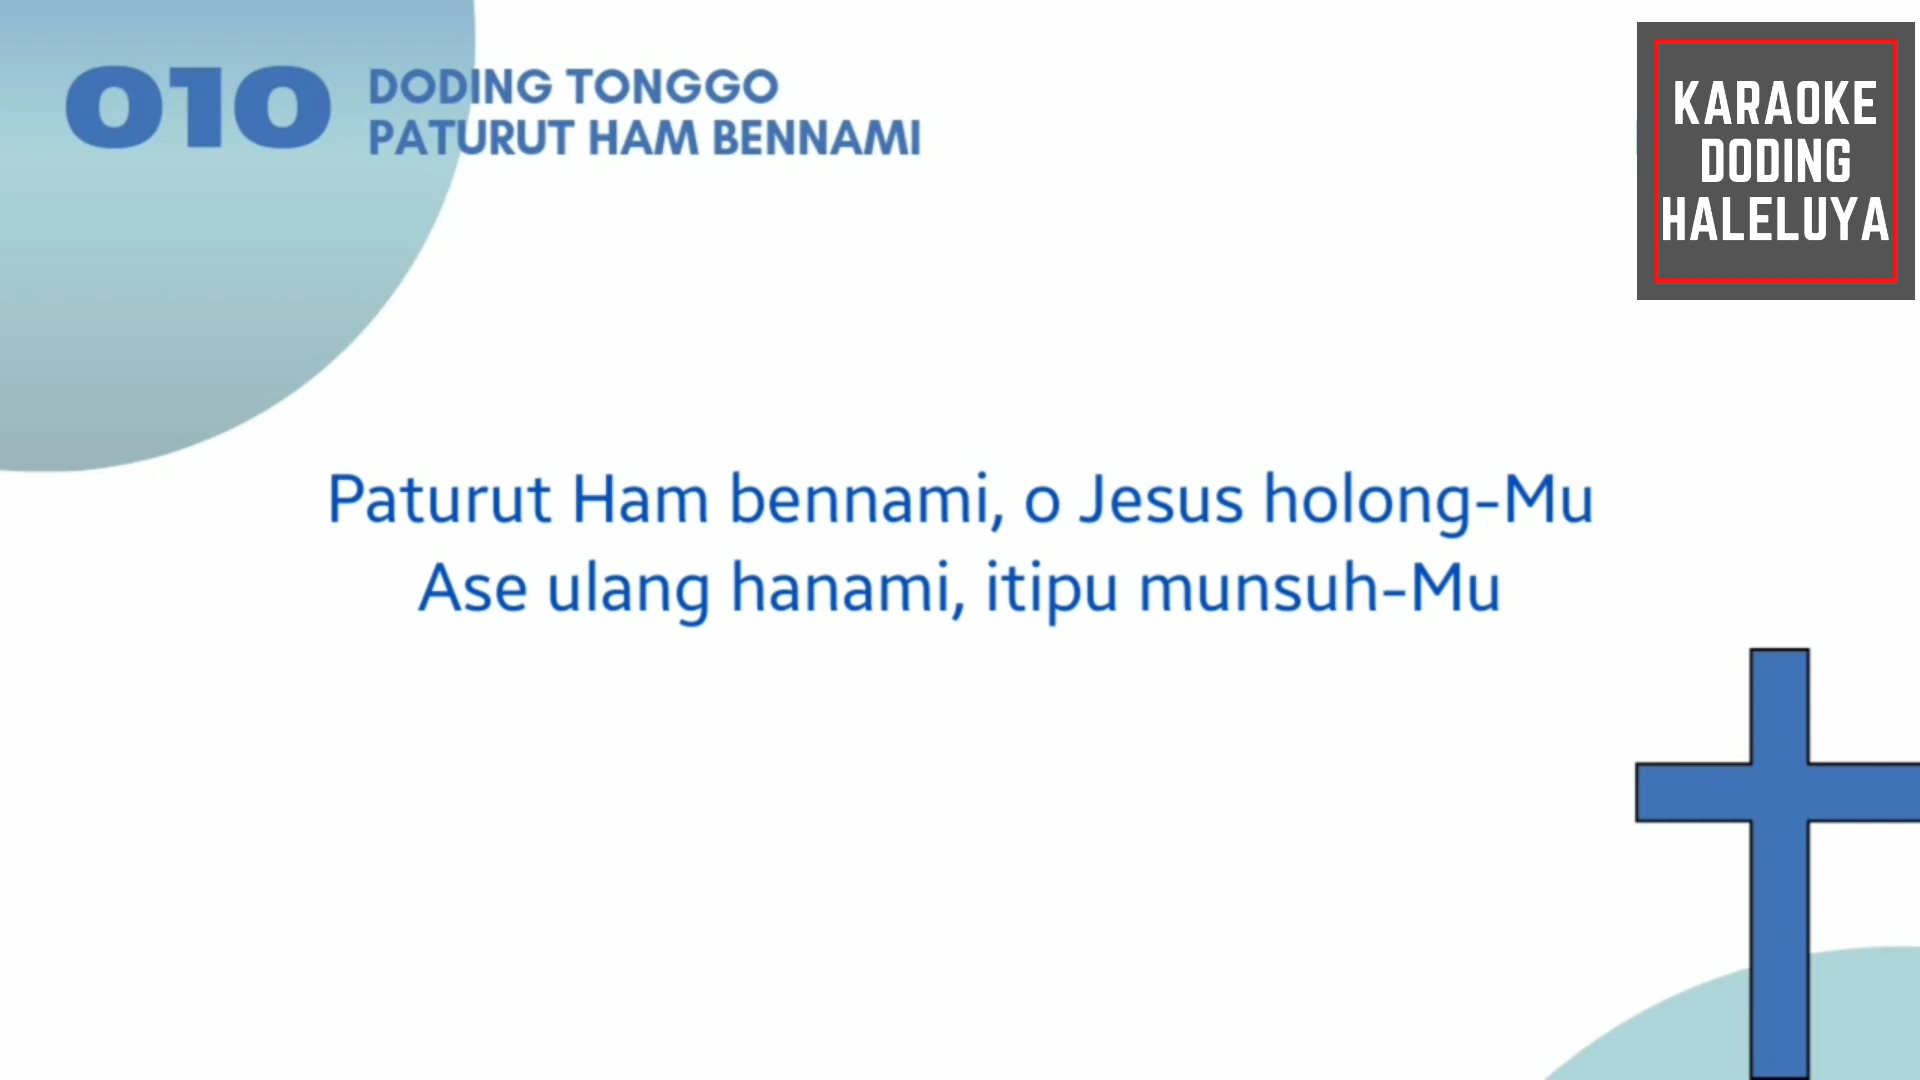 010
DODING TONGGO
PATURUT HAM BENNAMI
KARAOKE
DODING
HALELUYA
Paturut Ham bennami, o Jesus holong-Mu
Ase ulang hanami, itipu munsuh-Mu